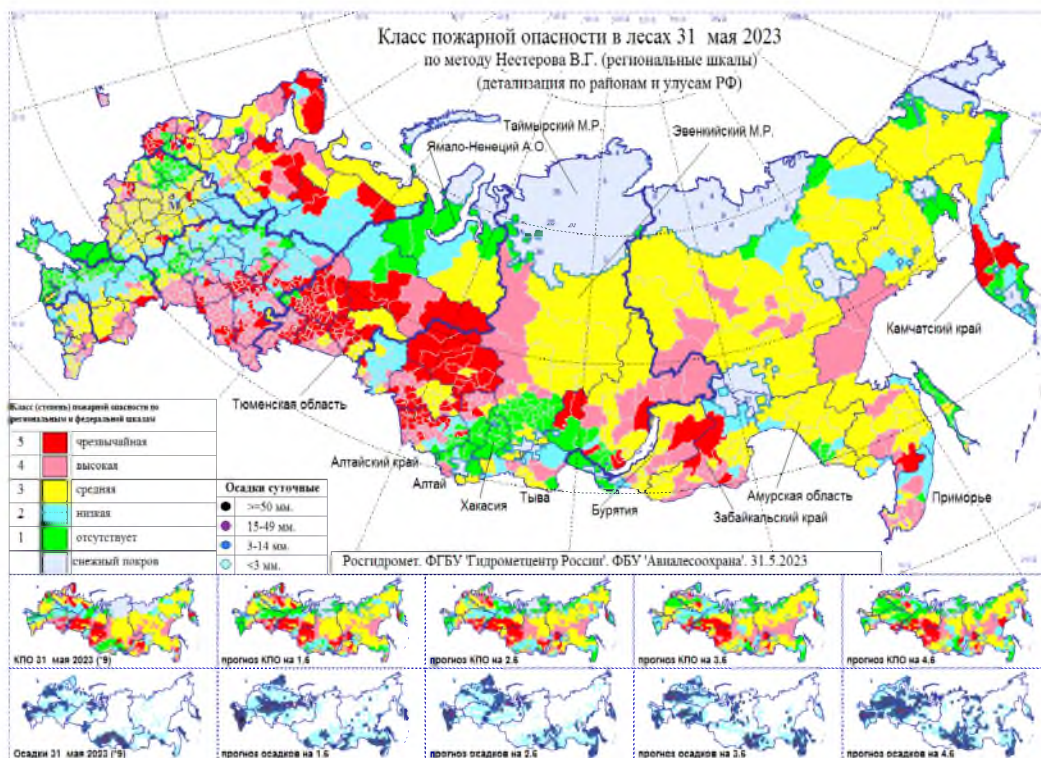 Класс пожарной опасности в лесах 31 мая 2023
по методу Нестерова В.Г. (региональные шкалы)
(детализация по районам и улусам РФ)
Таймырский М.Р.
Эвенкийский М.Р.
Ямало-Ненецкий А.О.
Камчатский край
Тюменская область
Алтайский край
Алтай
Хакасия
Тыва
Бурятия
Забайкальский край
Амурская область
Приморье
Класс (степень) пожарной опасности по
региональным и федеральной шкалам
5 чрезвычайная
4 высокая
3 средняя
2 низкая
1 отсутствует
снежный покров
Осадки суточные
>=50 мм.
15-49 мм.
3-14 мм.
<3 мм.
Росгидромет. ФГБУ 'Гидрометцентр России'. ФБУ 'Авиалесоохрана'. 31.5.2023
КПО 31 мая 2023 (*9)
прогноз КПО на 1.6
прогноз КПО на 2.6
прогноз КПО на 3.6
прогноз КПО на 4.6
Осадки 31 мая 2023 (*9)
прогноз осадков на 1.6
прогноз осадков на 2.6
прогноз осадков на 3.6
прогноз осадков на 4.6